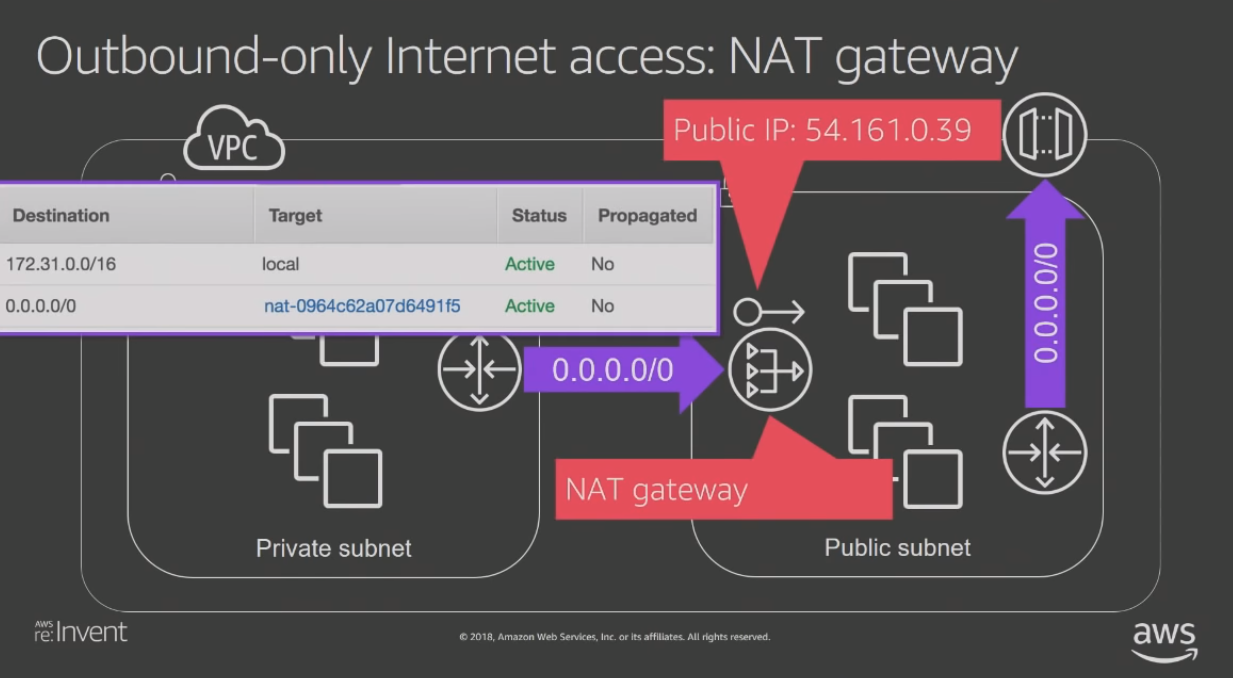 Outbound-only Internet access: NAT gateway
VPC
Public IP: 54.161.0.39
Destination Target Status Propagated
172.31.0.0/16 local Active No
0.0.0.0/0 nat-0964c62a07d6491f5 Active No
0.0.0.0/0
0.0.0.0/0
NAT gateway
Private subnet
Public subnet
AWS
re:Invent
© 2018, Amazon Web Services, Inc. or its affiliates. All rights reserved.
aws